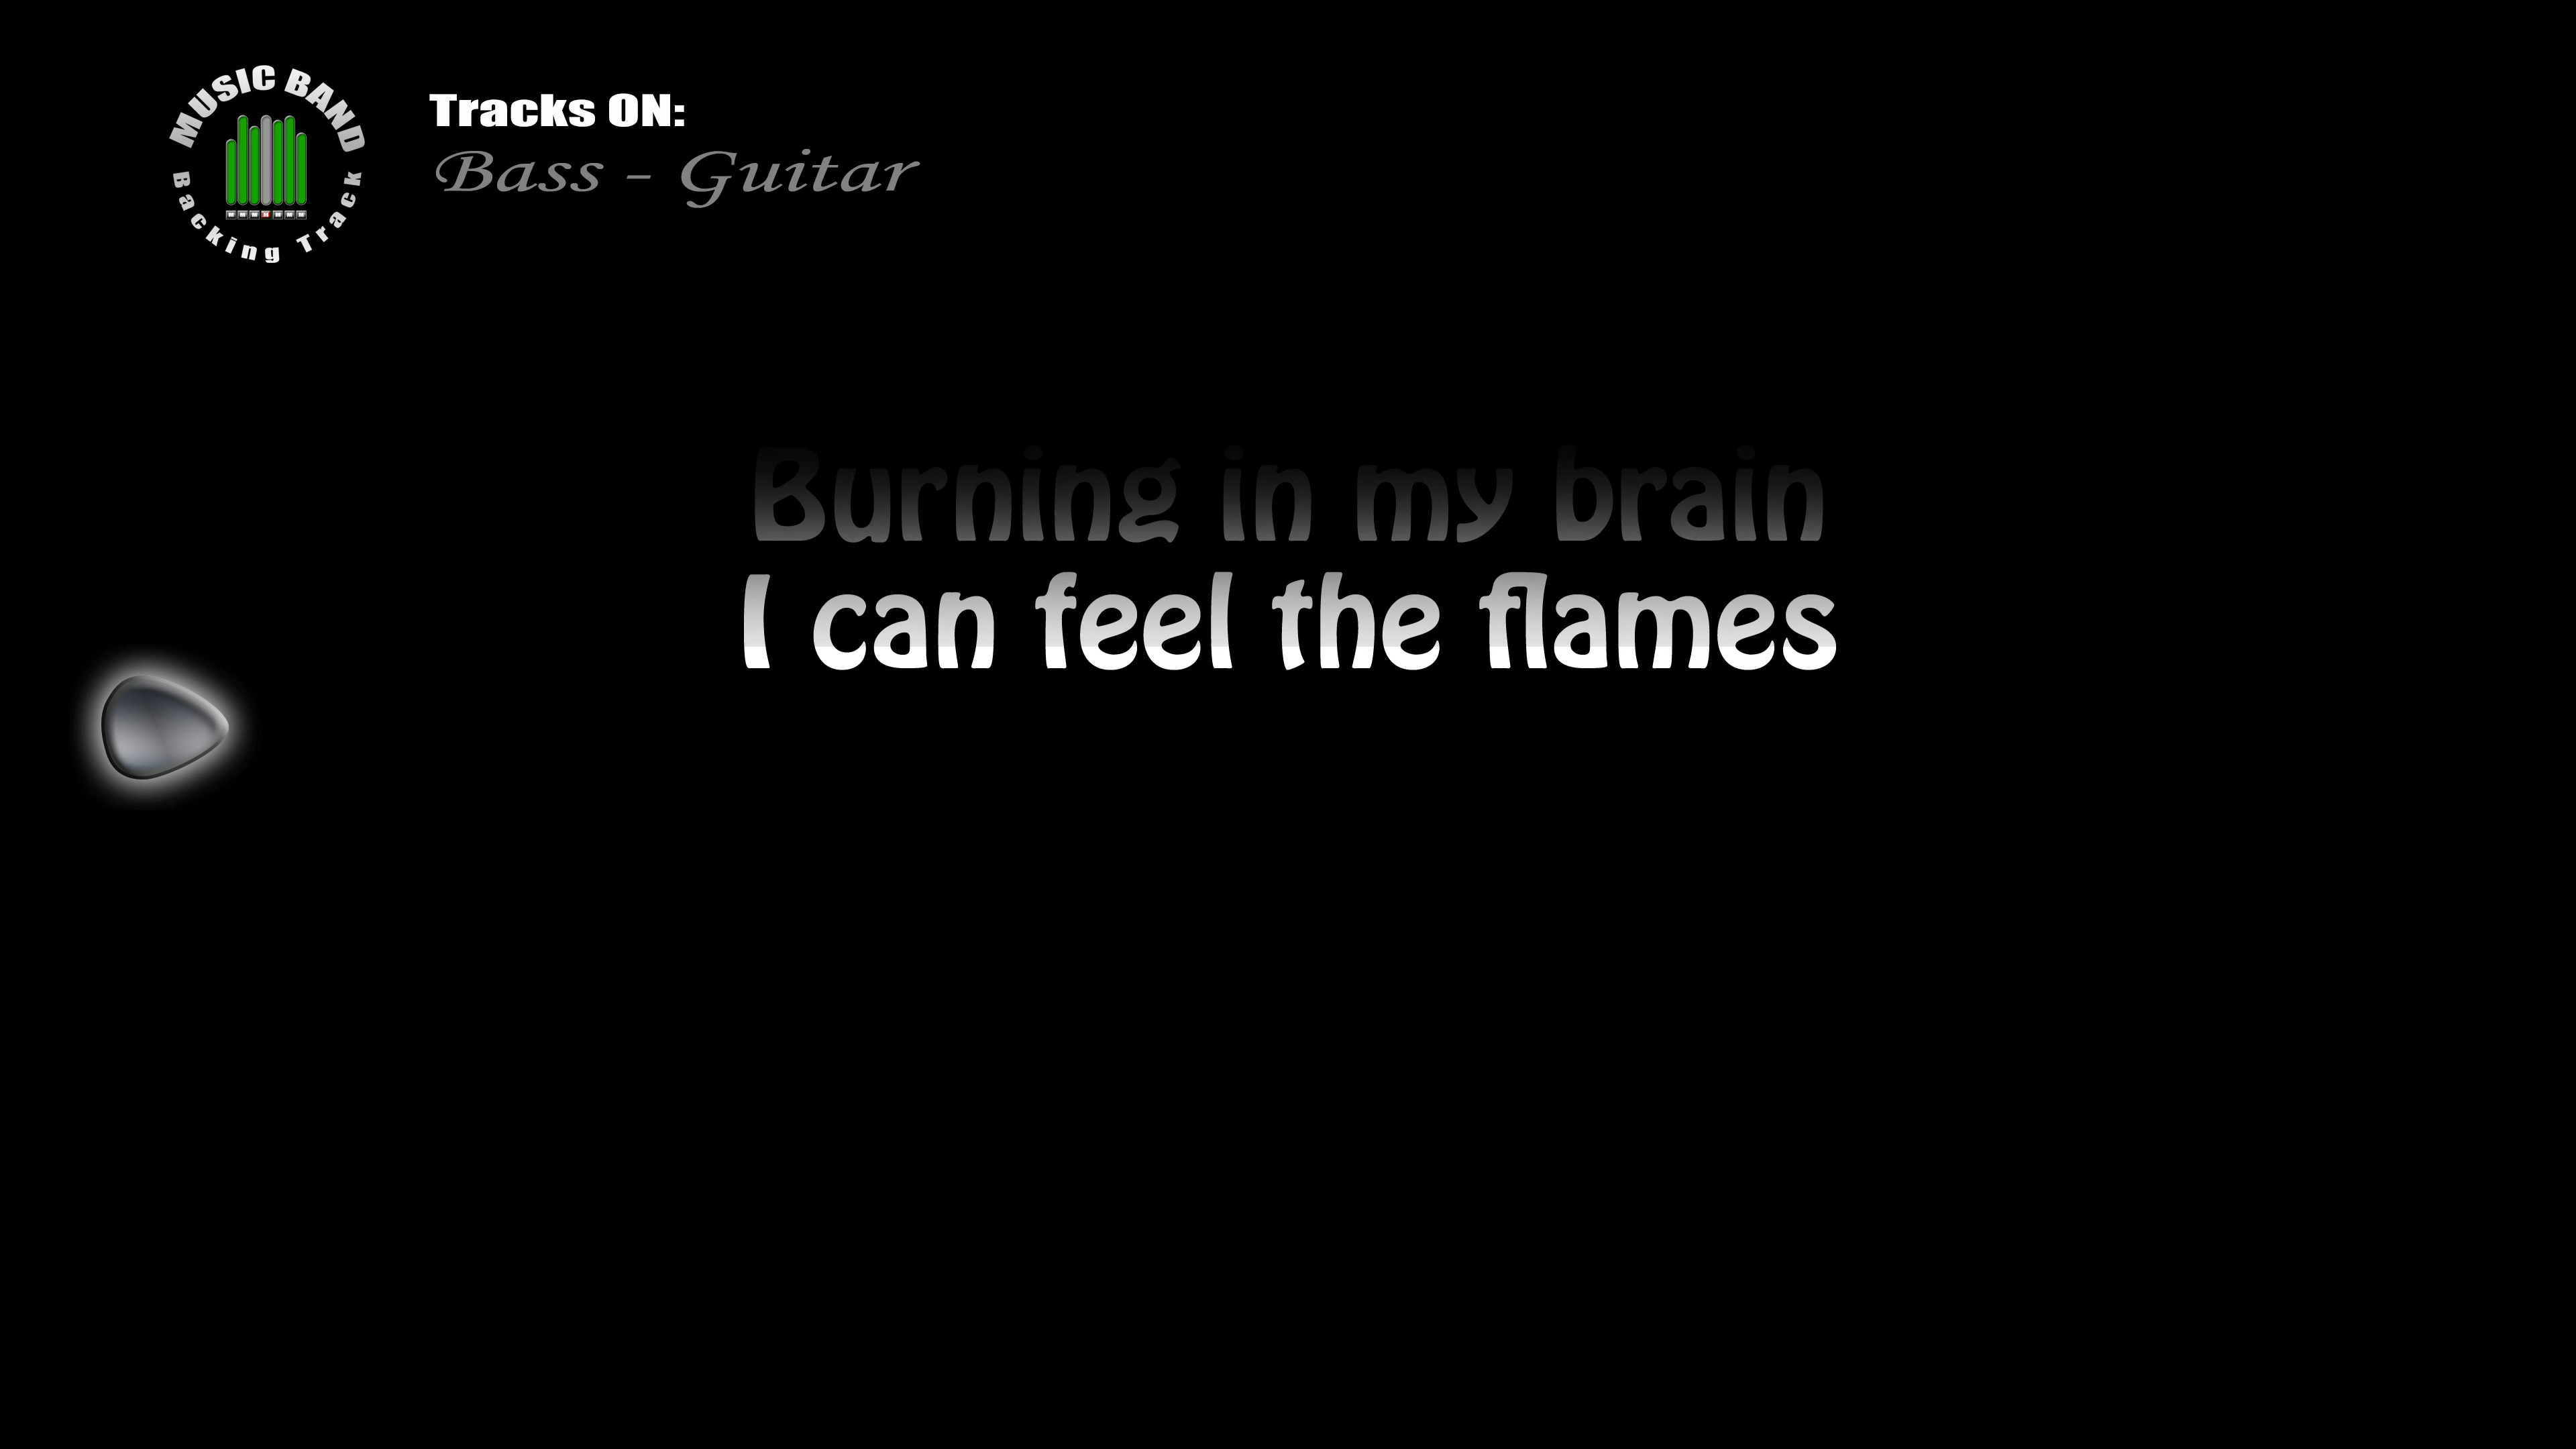 MUSIC BAND
Backing Track
Tracks ON:
Bass - Guitar
Burning in my brain
I can feel the flames